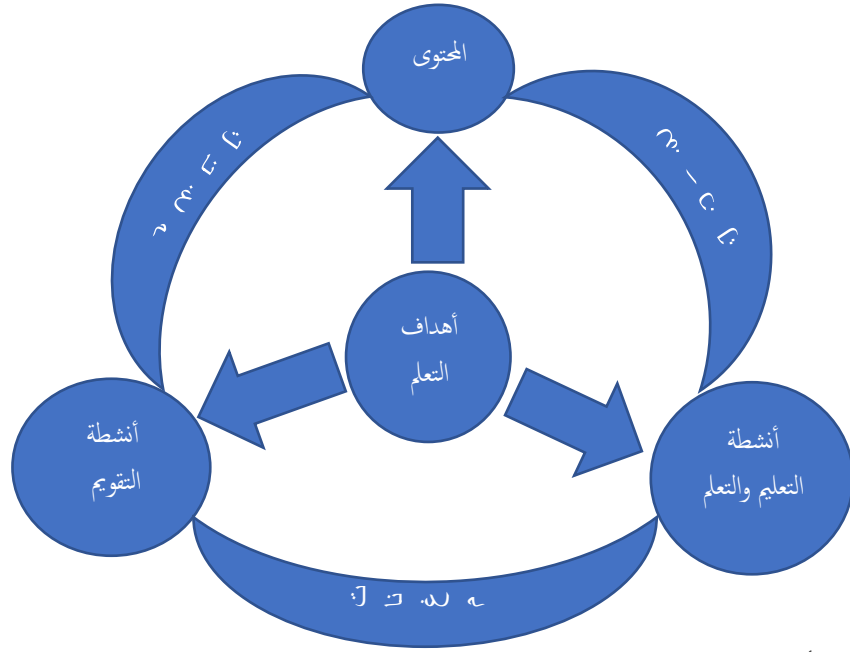 المحتوى
أهداف
التعلم
أنشطة
التعليم والتعلم
أنشطة
التقويم